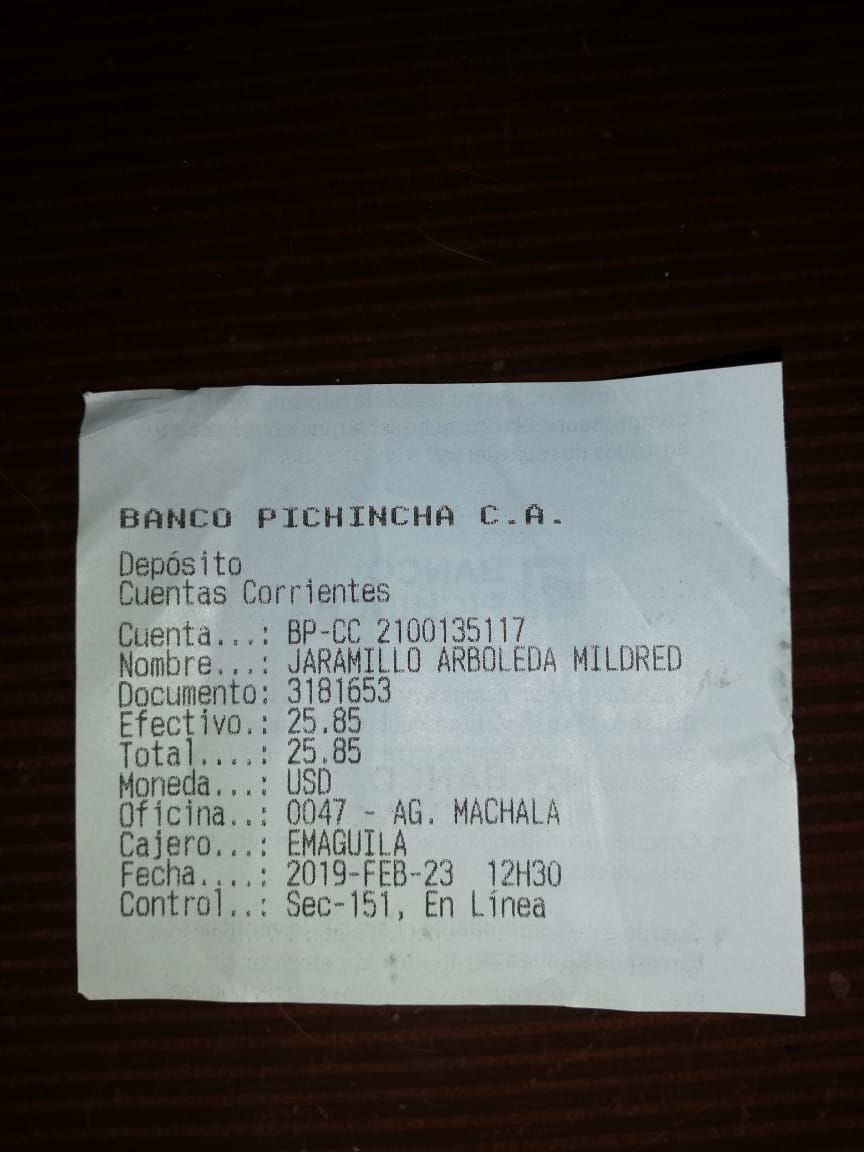 BANCO PICHINCHA C.A.
Depósito
Cuentas Corrientes
Cuenta...: BP-CC 2100135117
Nombre...: JARAMILLO ARBOLEDA MILDRED
Documento: 3181653
Efectivo.: 25.85
Total....: 25.85
Moneda...: USD
Oficina..: 0047 - AG. MACHALA
Cajero...: EMAGUILA
Fecha....: 2019-FEB-23 12H30
Control..: Sec-151, En Línea